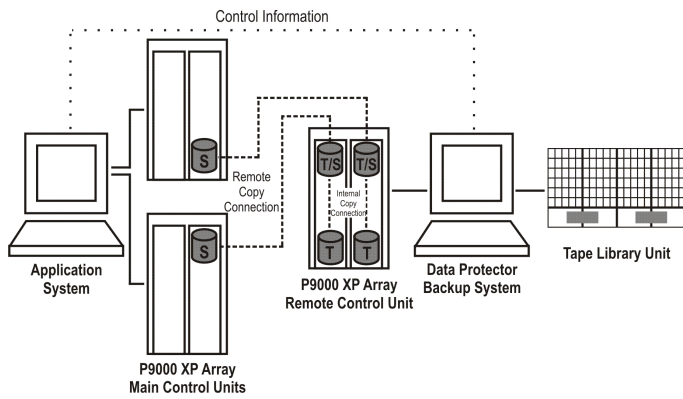 Control Information
S
T/S
T/S
Remote
Copy
Connection
Internal
Copy
Connection
S
T
T
Application
System
P9000 XP Array
Remote Control Unit
Data Protector
Backup System
Tape Library Unit
P9000 XP Array
Main Control Units